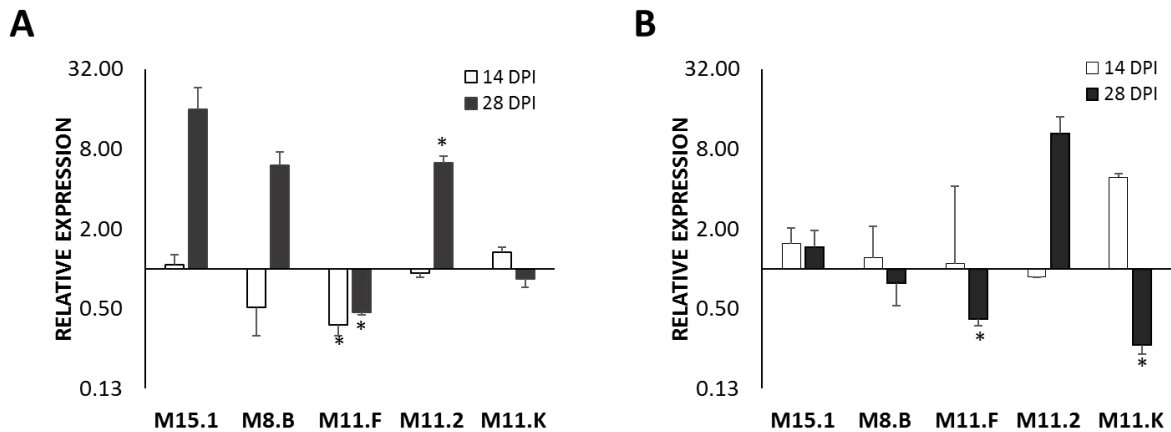 A
RELATIVE EXPRESSION
32.00
8.00
2.00
0.50
0.13
14 DPI
28 DPI
*
*
*
M15.1 M8.B M11.F M11.2 M11.K
B
RELATIVE EXPRESSION
32.00
8.00
2.00
0.50
0.13
14 DPI
28 DPI
*
*
M15.1 M8.B M11.F M11.2 M11.K